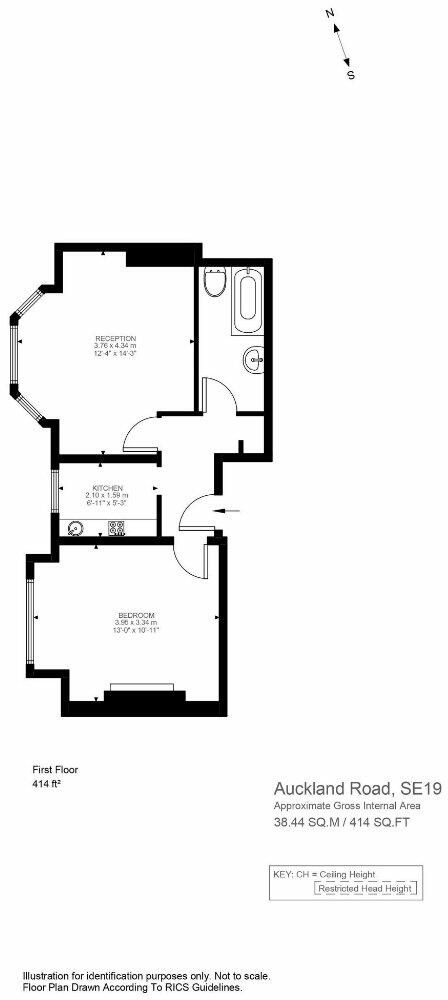 N
S
RECEPTION
3.76 x 4.34 m
12'-4" x 14'-3"
KITCHEN
2.10 x 1.59 m
6'-11" x 5'-3"
BEDROOM
3.95 x 3.34 m
13'-0" x 10'-11"
First Floor
414 ft²
Auckland Road, SE19
Approximate Gross Internal Area
38.44 SQ.M / 414 SQ.FT
KEY: CH = Ceiling Height
Restricted Head Height
Illustration for identification purposes only. Not to scale.
Floor Plan Drawn According To RICS Guidelines.